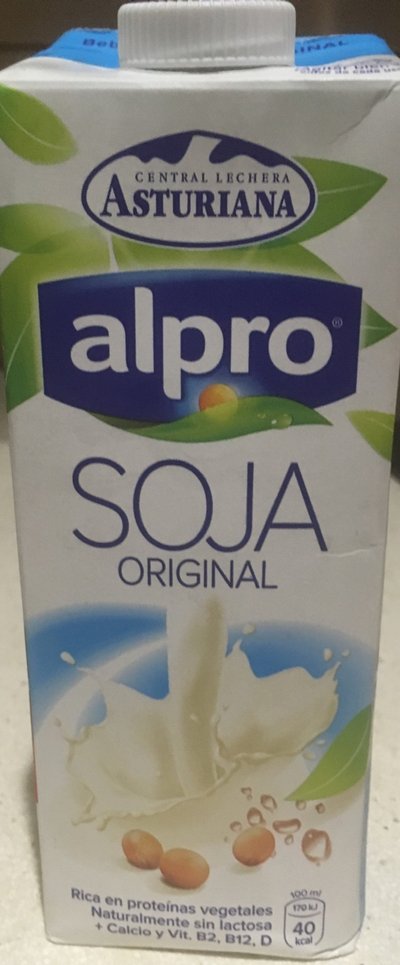 CENTRAL LECHERA
ASTURIANA
alpro®
SOJA
ORIGINAL
Rica en proteínas vegetales
Naturalmente sin lactosa
+ Calcio y Vit. B2, B12, D
100 ml
170 kJ
40
kcal